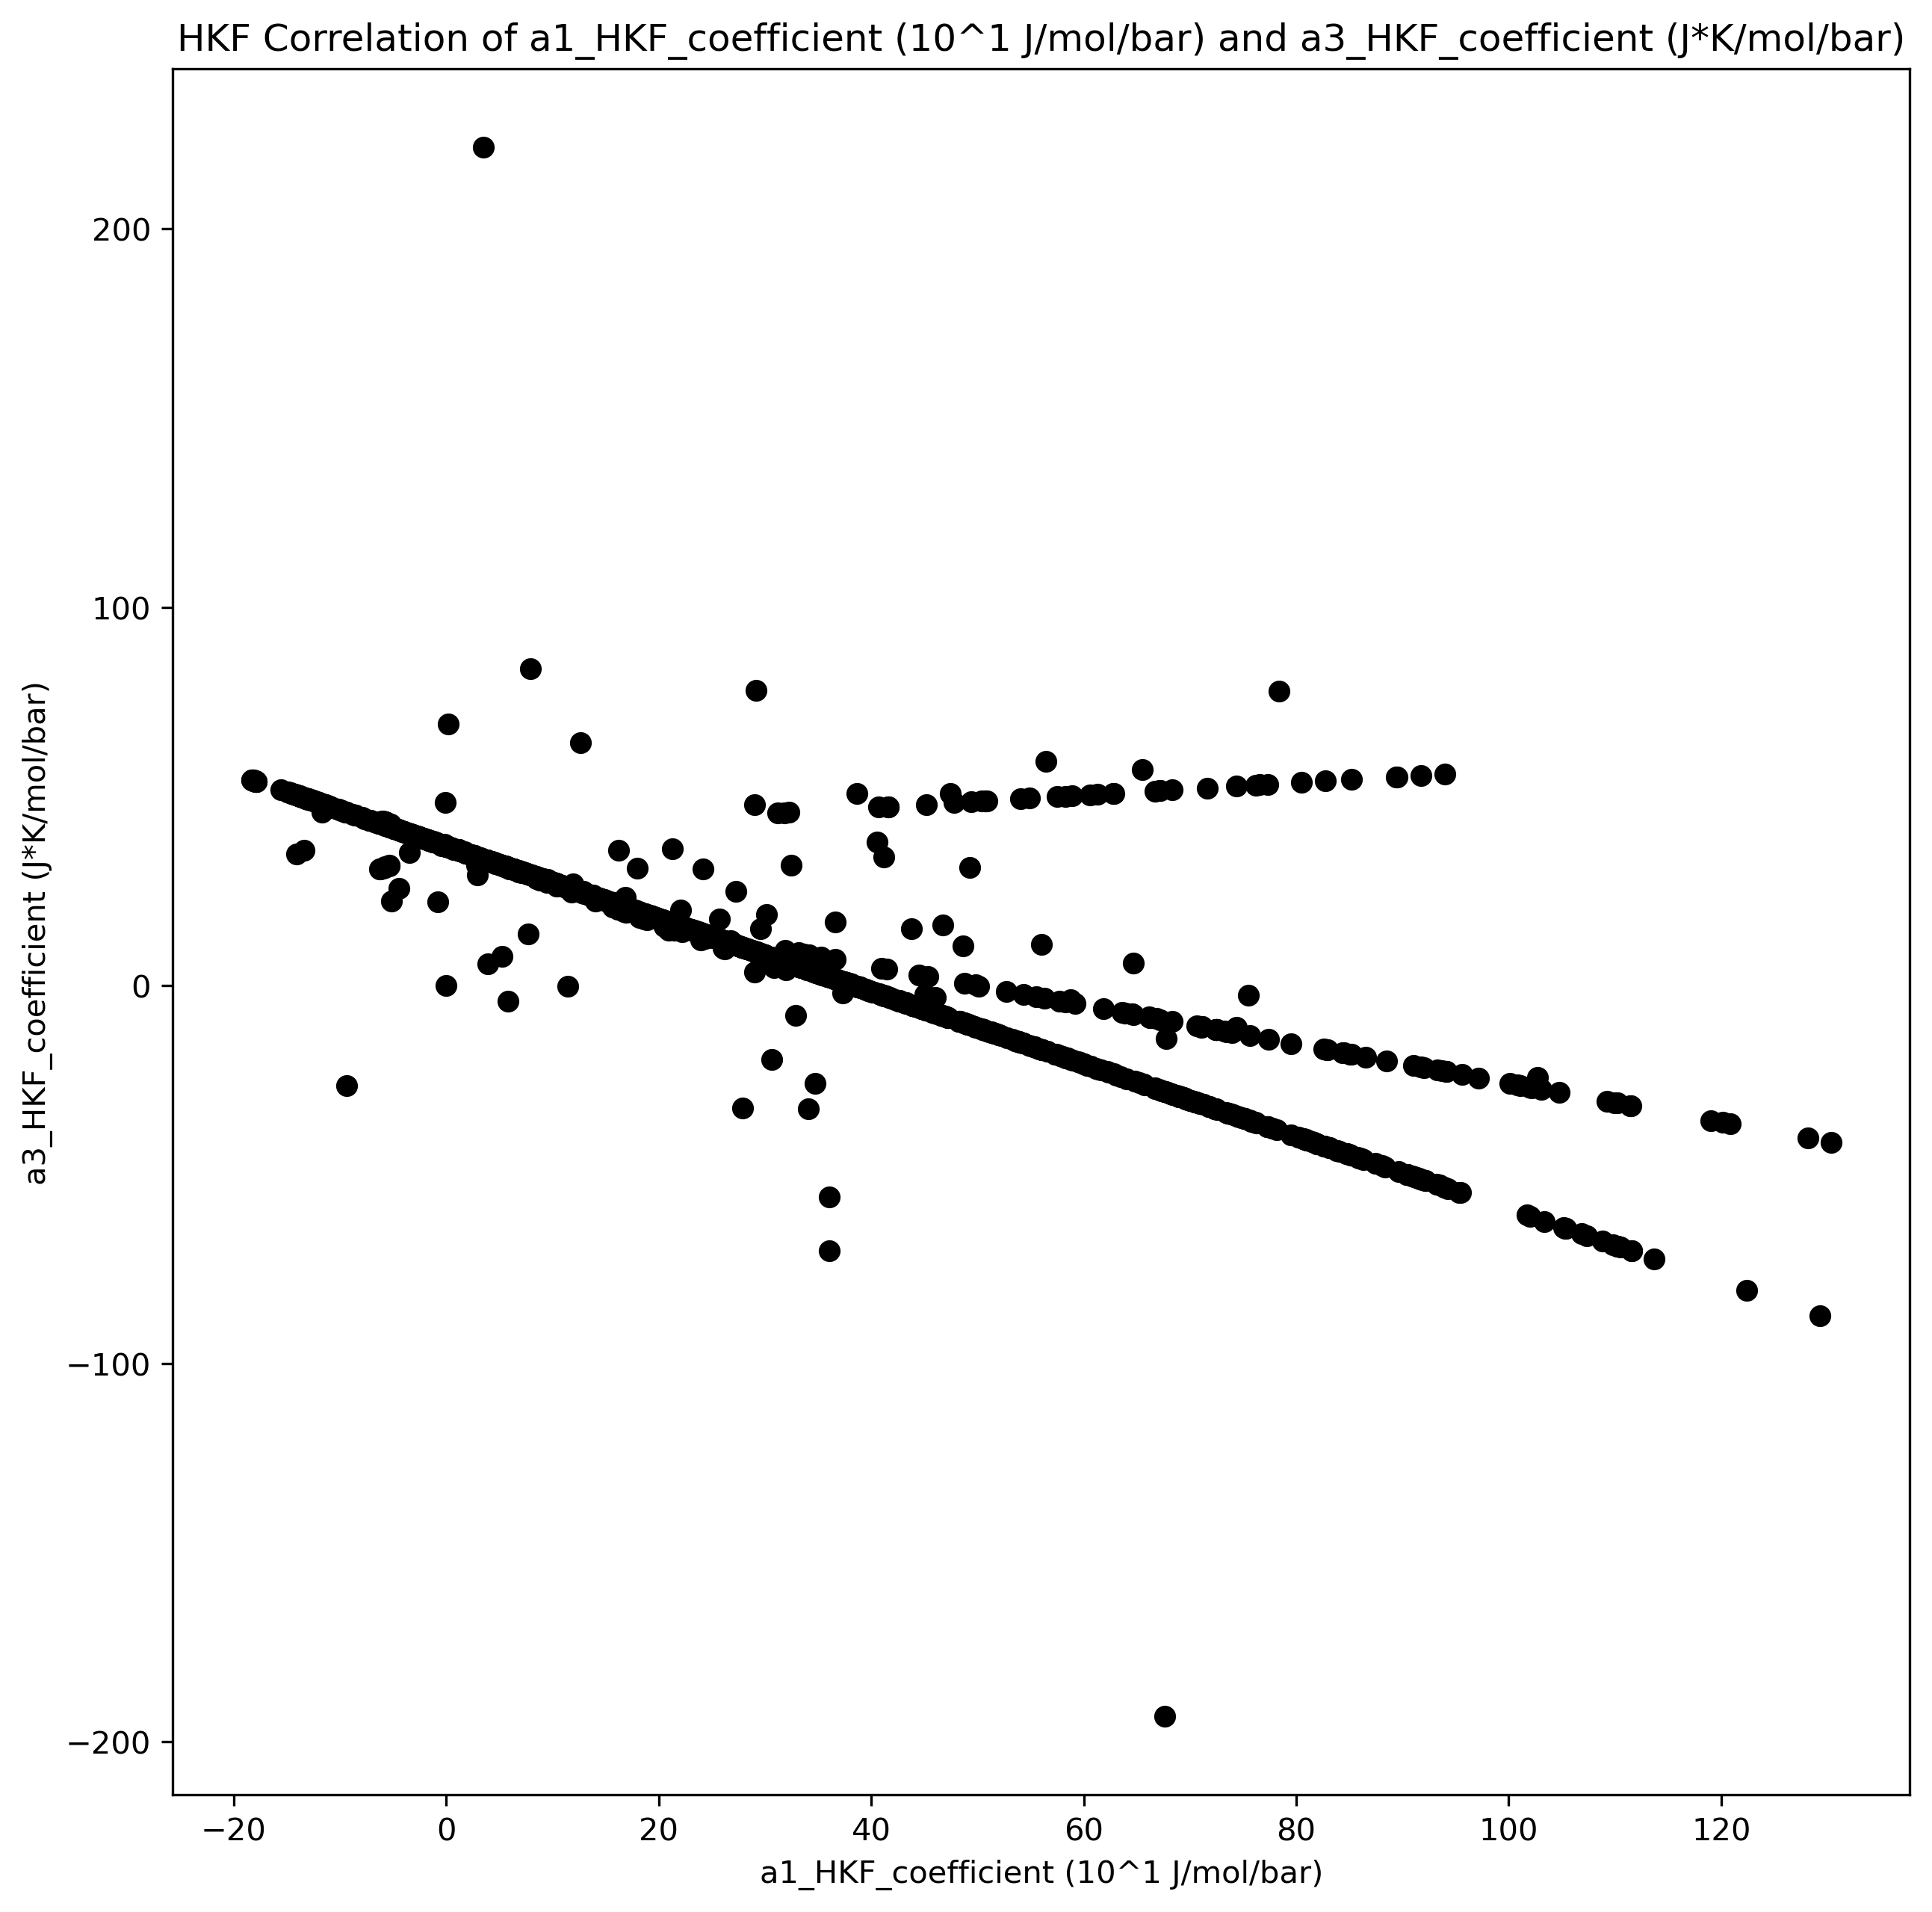 HKF Correlation of a1_HKF_coefficient (10^1 J/mol/bar) and a3_HKF_coefficient (J*K/mol/bar)
200
100
0
−100
−200
a3_HKF_coefficient (J*K/mol/bar)
−20 0 20 40 60 80 100 120
a1_HKF_coefficient (10^1 J/mol/bar)